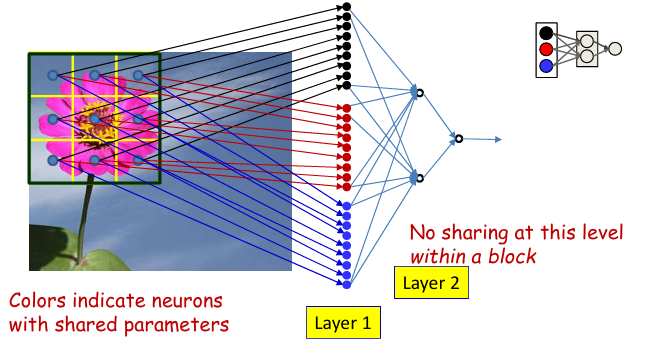 No sharing at this level
within a block
Layer 2
Colors indicate neurons
with shared parameters
Layer 1